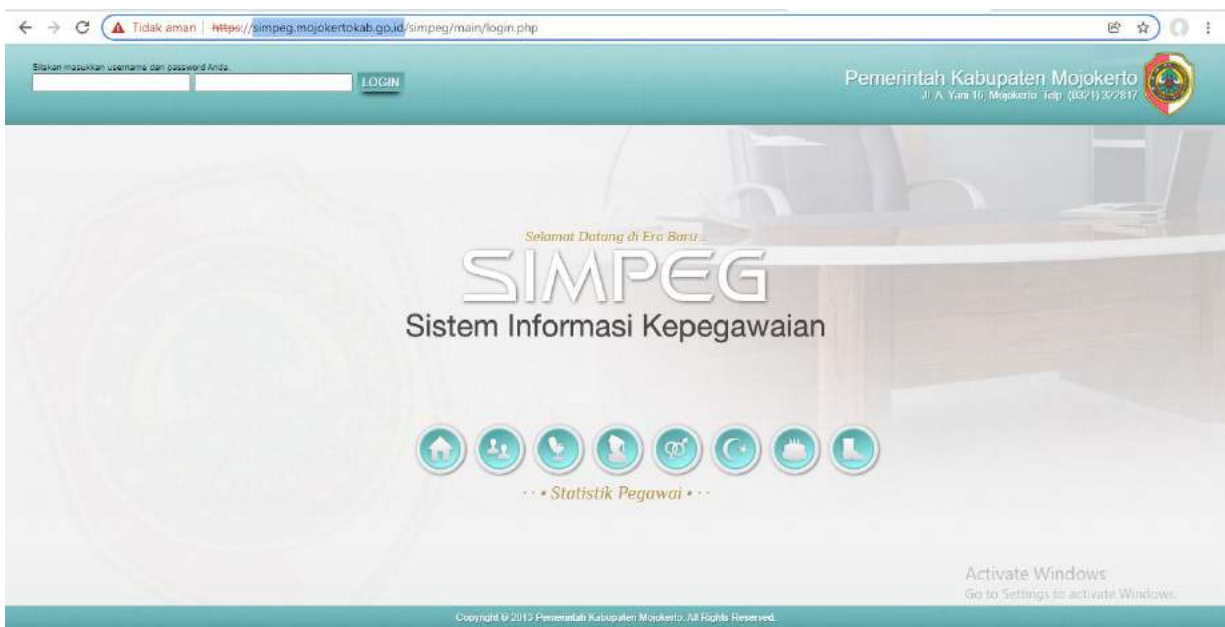 Tidak aman | https://simpeg.mojokertokab.go.id/simpeg/main/login.php
Silakan masukkan username dan password Anda.
LOGIN
Pemerintah Kabupaten Mojokerto
Jl. A. Yani 16, Mojokerto Telp. (0321) 322817
Selamat Datang di Era Baru...
SIMPEG
Sistem Informasi Kepegawaian
· · • Statistik Pegawai • · ·
Activate Windows
Go to Settings to activate Windows.
Copyright © 2013 Pemerintah Kabupaten Mojokerto. All Rights Reserved.